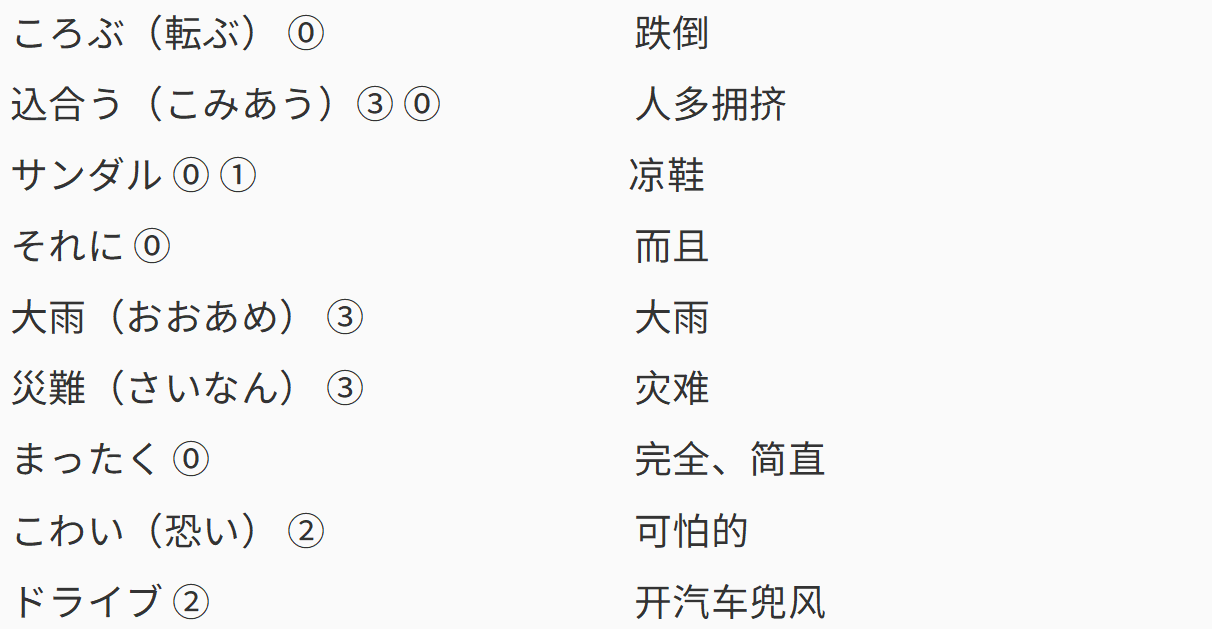 ころぶ（転ぶ） ⓪ 跌倒
込合う（こみあう）③ ⓪ 人多拥挤
サンダル ⓪ ① 凉鞋
それに ⓪ 而且
大雨（おおあめ） ③ 大雨
災難（さいなん） ③ 灾难
まったく ⓪ 完全、简直
こわい（恐い） ② 可怕的
ドライブ ② 开汽车兜风